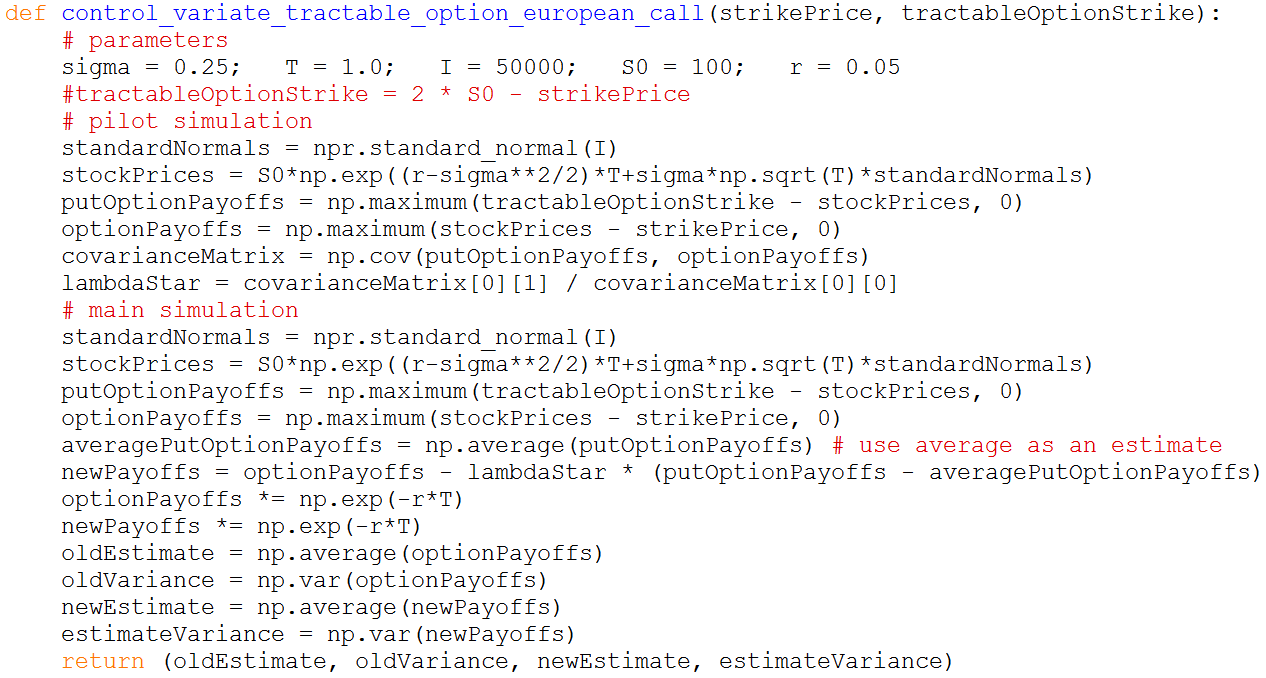 def control_variate_tractable_option_european_call(strikePrice, tractableOptionStrike):
    # parameters
    sigma = 0.25;   T = 1.0;   I = 50000;   S0 = 100;   r = 0.05
    #tractableOptionStrike = 2 * S0 - strikePrice
    # pilot simulation
    standardNormals = npr.standard_normal(I)
    stockPrices = S0*np.exp((r-sigma**2/2)*T+sigma*np.sqrt(T)*standardNormals)
    putOptionPayoffs = np.maximum(tractableOptionStrike - stockPrices, 0)
    optionPayoffs = np.maximum(stockPrices - strikePrice, 0)
    covarianceMatrix = np.cov(putOptionPayoffs, optionPayoffs)
    lambdaStar = covarianceMatrix[0][1] / covarianceMatrix[0][0]
    # main simulation
    standardNormals = npr.standard_normal(I)
    stockPrices = S0*np.exp((r-sigma**2/2)*T+sigma*np.sqrt(T)*standardNormals)
    putOptionPayoffs = np.maximum(tractableOptionStrike - stockPrices, 0)
    optionPayoffs = np.maximum(stockPrices - strikePrice, 0)
    averagePutOptionPayoffs = np.average(putOptionPayoffs) # use average as an estimate
    newPayoffs = optionPayoffs - lambdaStar * (putOptionPayoffs - averagePutOptionPayoffs)
    optionPayoffs *= np.exp(-r*T)
    newPayoffs *= np.exp(-r*T)
    oldEstimate = np.average(optionPayoffs)
    oldVariance = np.var(optionPayoffs)
    newEstimate = np.average(newPayoffs)
    estimateVariance = np.var(newPayoffs)
    return (oldEstimate, oldVariance, newEstimate, estimateVariance)